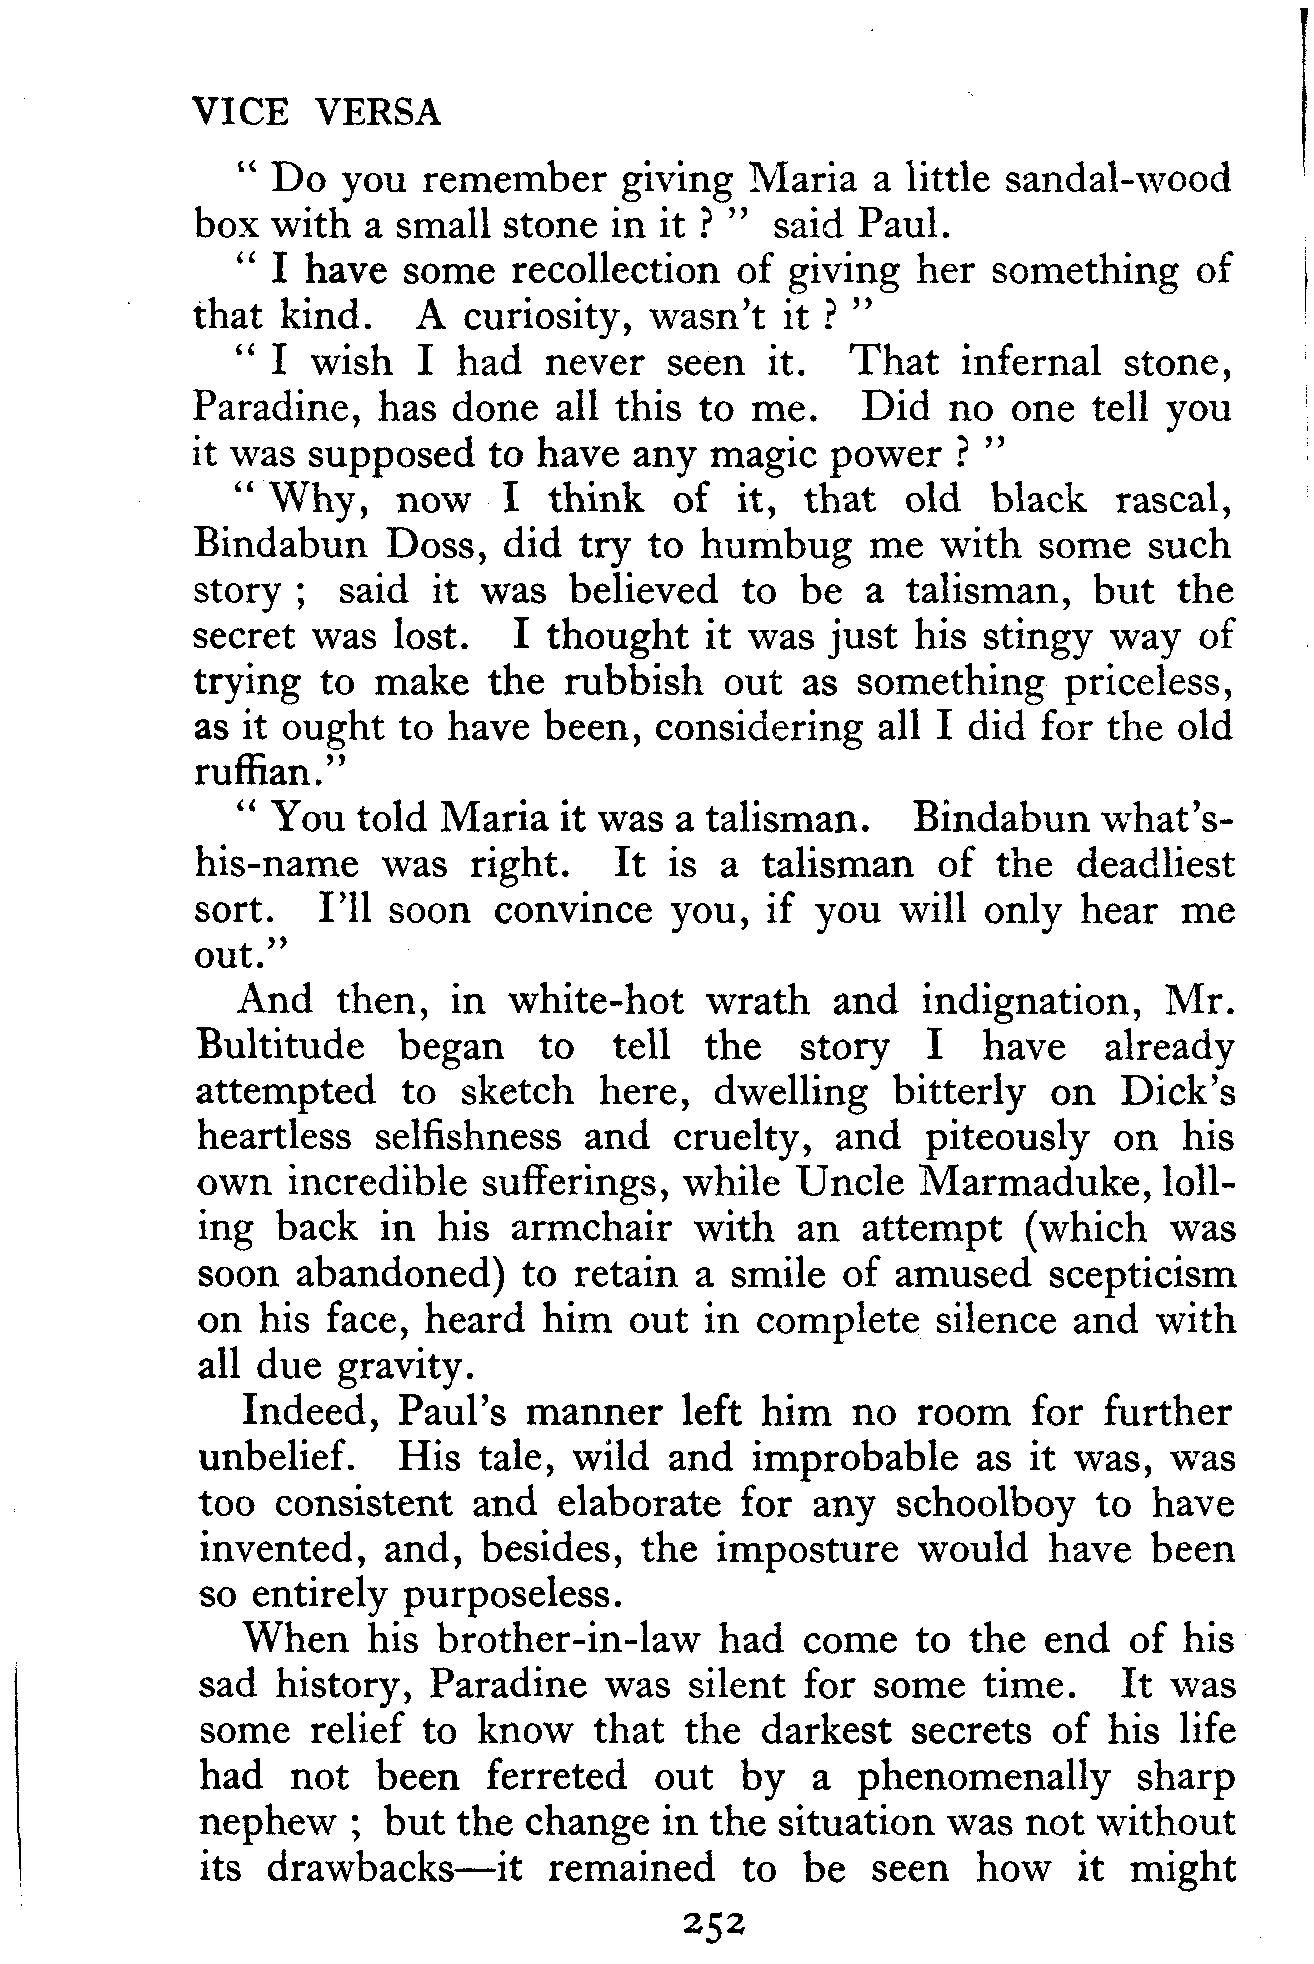 VICE VERSA
“ Do you remember giving Maria a little sandal-wood
box with a small stone in it ? ” said Paul.
“ I have some recollection of giving her something of
that kind. A curiosity, wasn't it ? ”
“ I wish I had never seen it. That infernal stone,
Paradine, has done all this to me. Did no one tell you
it was supposed to have any magic power ? ”
“ Why, now I think of it, that old black rascal,
Bindabun Doss, did try to humbug me with some such
story ; said it was believed to be a talisman, but the
secret was lost. I thought it was just his stingy way of
trying to make the rubbish out as something priceless,
as it ought to have been, considering all I did for the old
ruffian.”
“ You told Maria it was a talisman. Bindabun what's-
his-name was right. It is a talisman of the deadliest
sort. I'll soon convince you, if you will only hear me
out.”
And then, in white-hot wrath and indignation, Mr.
Bultitude began to tell the story I have already
attempted to sketch here, dwelling bitterly on Dick's
heartless selfishness and cruelty, and piteously on his
own incredible sufferings, while Uncle Marmaduke, loll-
ing back in his armchair with an attempt (which was
soon abandoned) to retain a smile of amused scepticism
on his face, heard him out in complete silence and with
all due gravity.
Indeed, Paul's manner left him no room for further
unbelief. His tale, wild and improbable as it was, was
too consistent and elaborate for any schoolboy to have
invented, and, besides, the imposture would have been
so entirely purposeless.
When his brother-in-law had come to the end of his
sad history, Paradine was silent for some time. It was
some relief to know that the darkest secrets of his life
had not been ferreted out by a phenomenally sharp
nephew ; but the change in the situation was not without
its drawbacks—it remained to be seen how it might
252